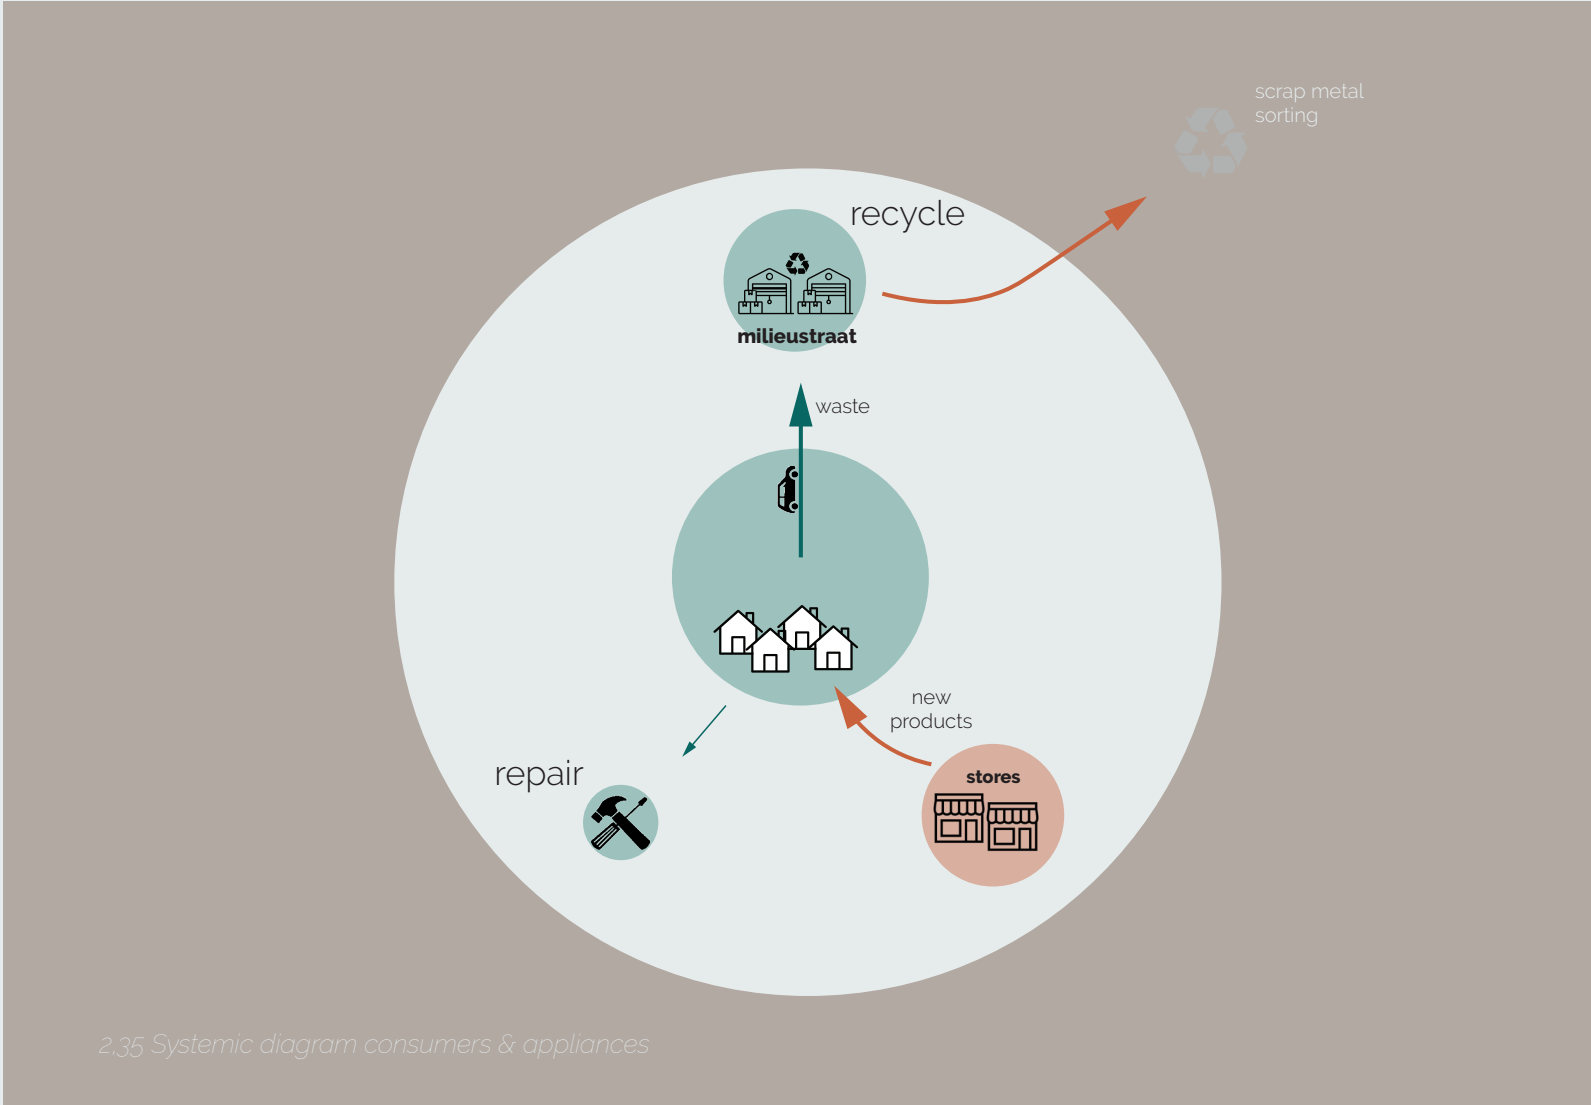 scrap metal
sorting
recycle
milieustraat
waste
new
products
repair
stores
2,35 Systemic diagram consumers & appliances